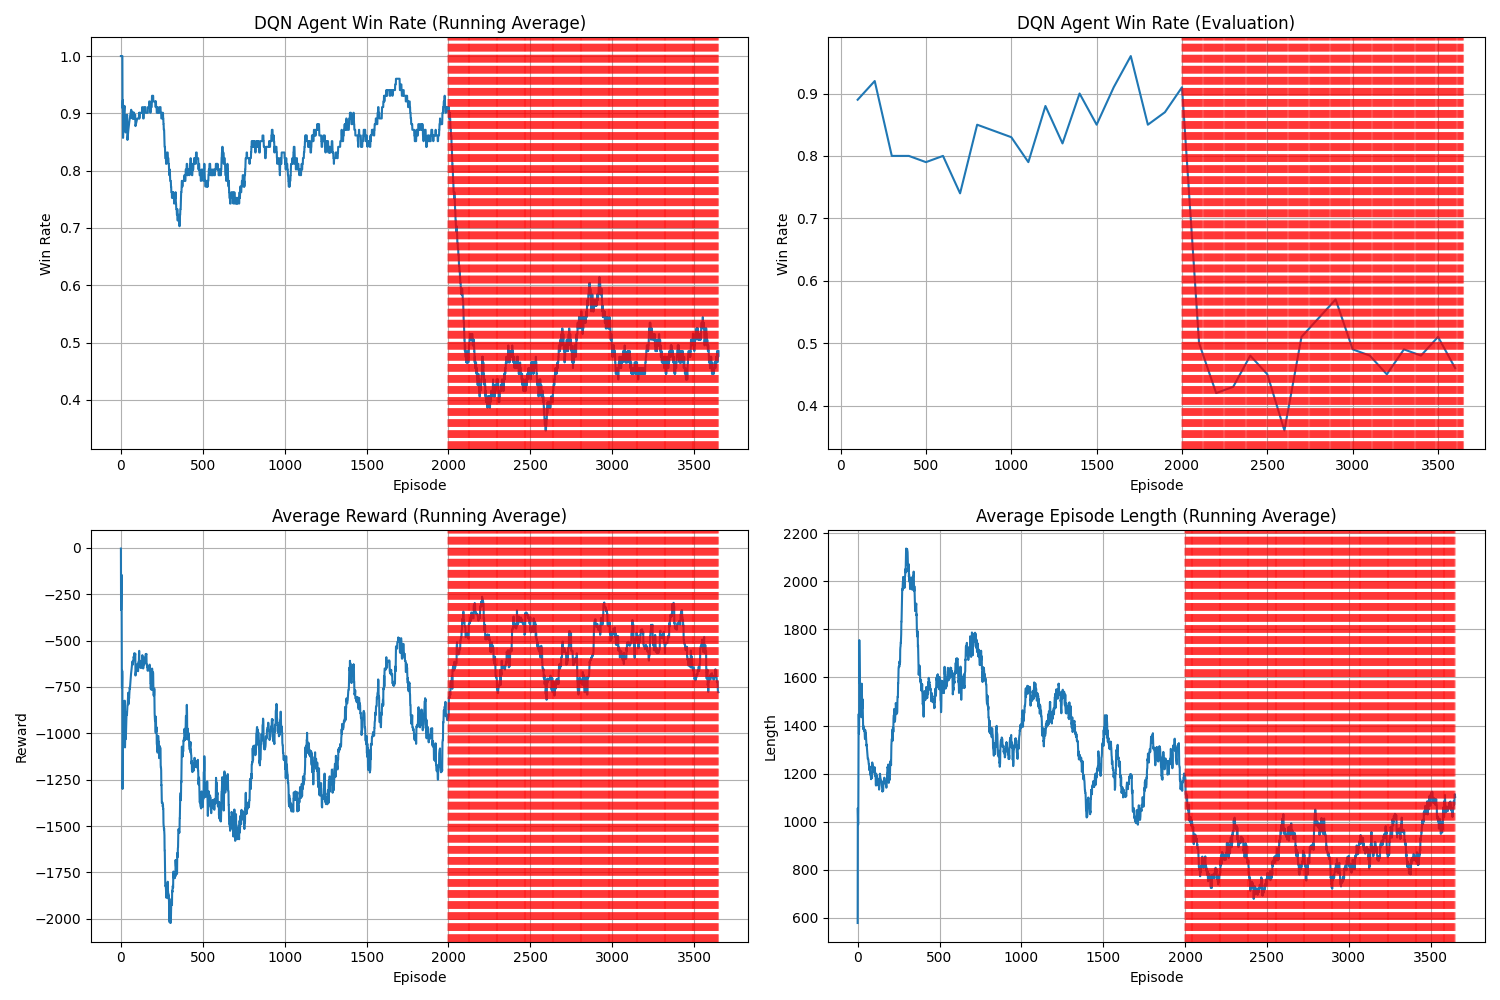 DQN Agent Win Rate (Running Average)
1.0
0.9
0.8
0.7
0.6
0.5
0.4
Win Rate
0 500 1000 1500 2000 2500 3000 3500
Episode
DQN Agent Win Rate (Evaluation)
0.9
0.8
0.7
0.6
0.5
0.4
Win Rate
0 500 1000 1500 2000 2500 3000 3500
Episode
Average Reward (Running Average)
0
−250
−500
−750
−1000
−1250
−1500
−1750
−2000
Reward
0 500 1000 1500 2000 2500 3000 3500
Episode
Average Episode Length (Running Average)
2200
2000
1800
1600
1400
1200
1000
800
600
Length
0 500 1000 1500 2000 2500 3000 3500
Episode